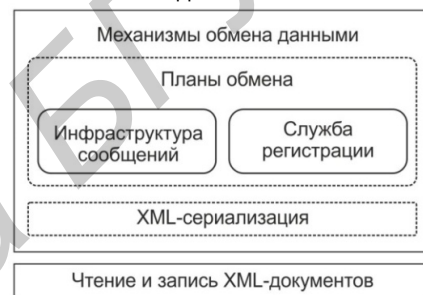 Механизмы обмена данными
Планы обмена
Инфраструктура
сообщений
Служба
регистрации
XML-сериализация
Чтение и запись XML-документов